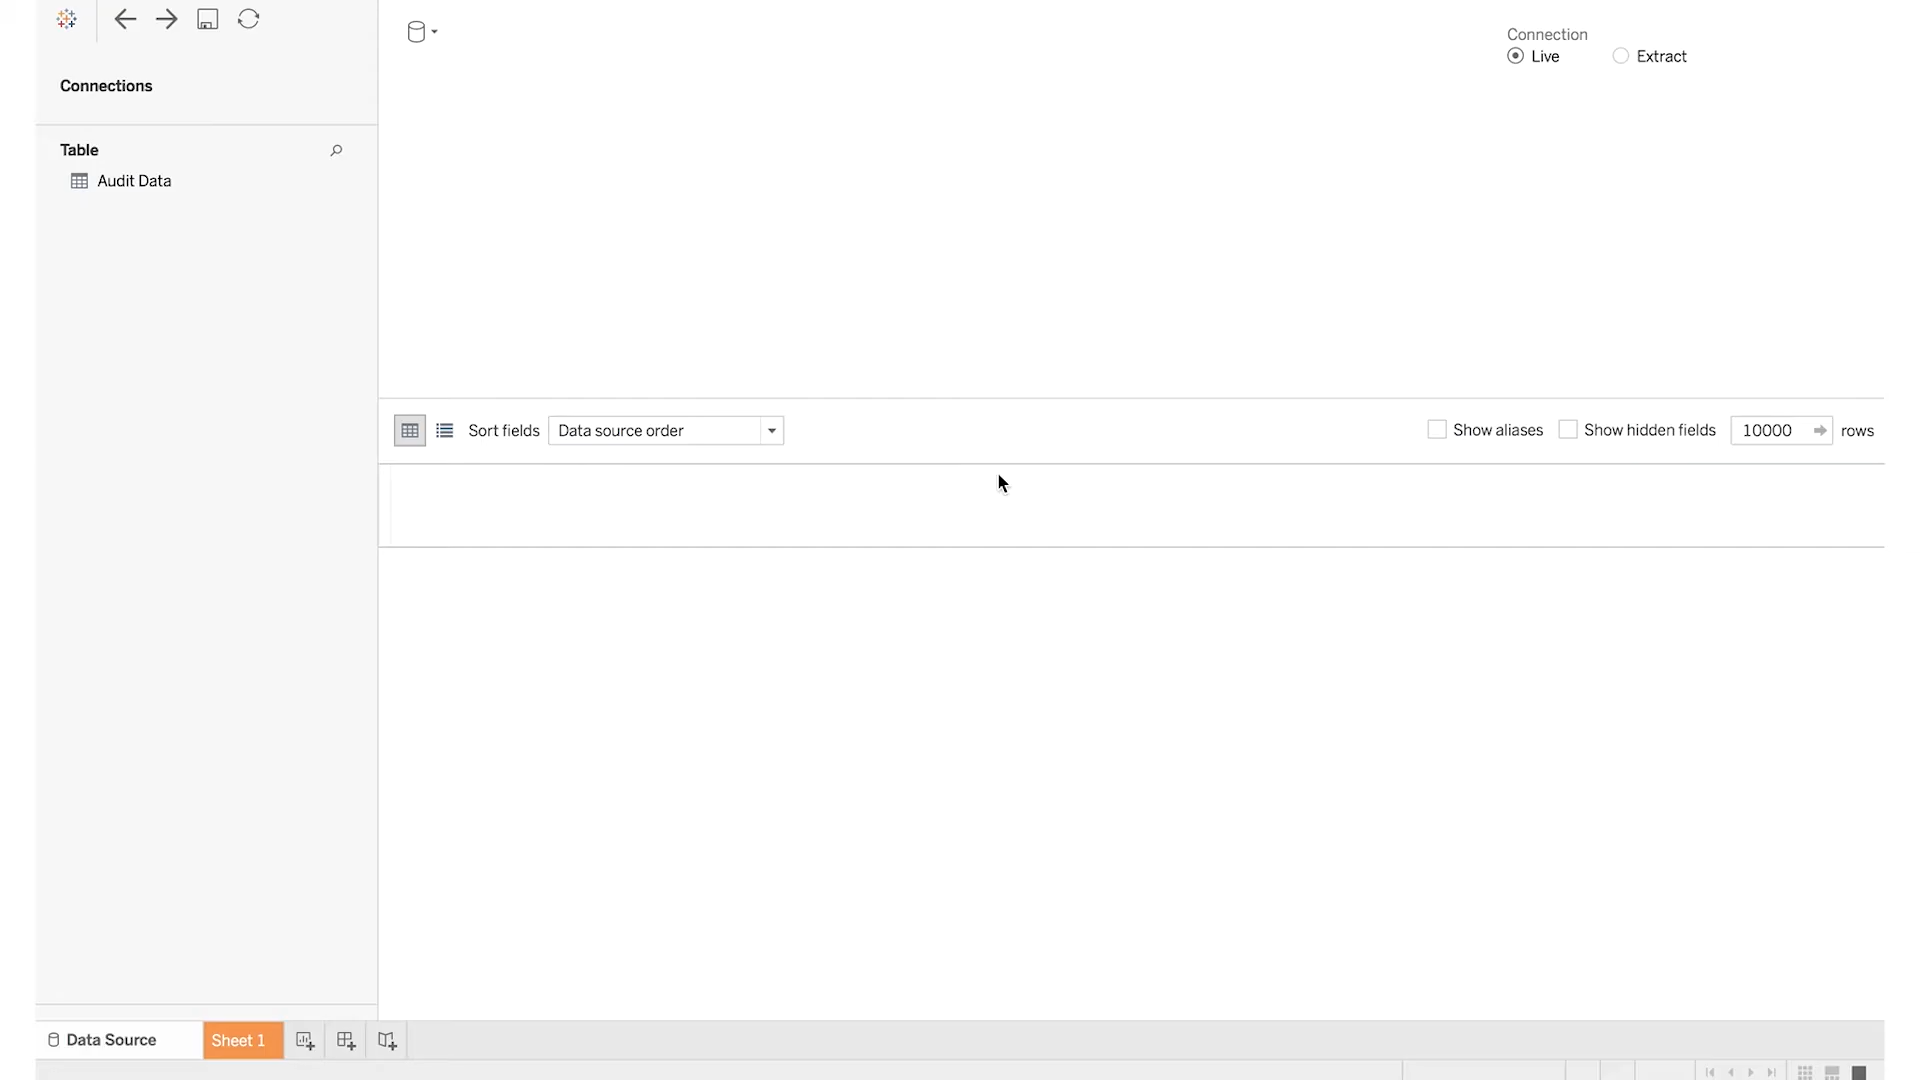 Connection
Live
Extract
Connections
Table
Audit Data
Sort fields
Data source order
Show aliases
Show hidden fields
10000
rows
Data Source
Sheet 1